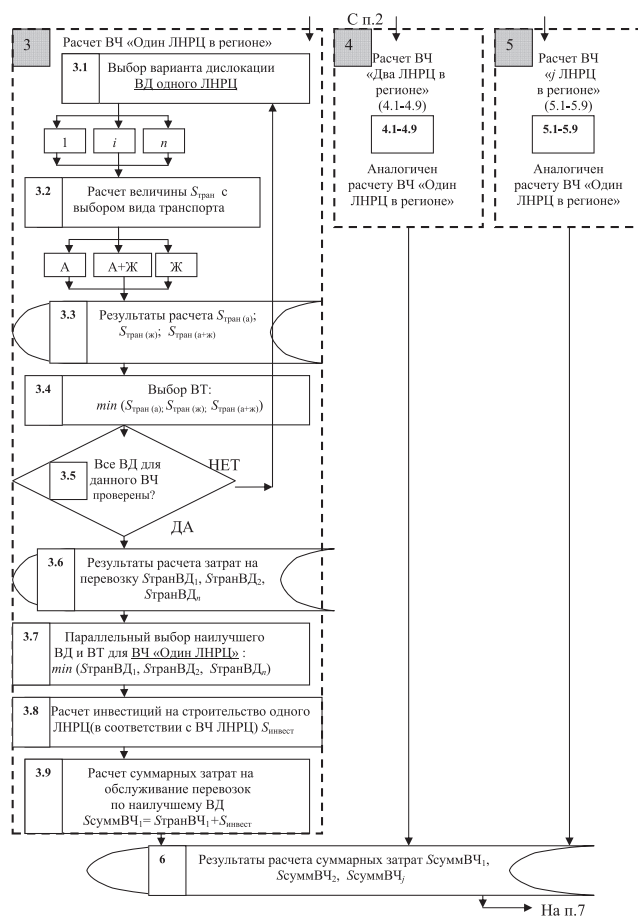 С п.2
3
Расчет ВЧ «Один ЛНРЦ в регионе»
3.1
Выбор варианта дислокации
ВД одного ЛНРЦ
1
i
n
3.2
Расчет величины Sтран с
выбором вида транспорта
А
А+Ж
Ж
3.3
Результаты расчета Sтран (а);
Sтран (ж); Sтран (а+ж)
3.4
Выбор ВТ:
min (Sтран (а); Sтран (ж); Sтран (а+ж))
3.5
Все ВД для
данного ВЧ
проверены?
НЕТ
ДА
3.6
Результаты расчета затрат на
перевозку SтранВД₁, SтранВД₂,
SтранВДn
3.7
Параллельный выбор наилучшего
ВД и ВТ для ВЧ «Один ЛНРЦ» :
min (SтранВД₁, SтранВД₂, SтранВДn)
3.8
Расчет инвестиций на строительство одного
ЛНРЦ(в соответствии с ВЧ ЛНРЦ) Sинвест
3.9
Расчет суммарных затрат на
обслуживание перевозок
по наилучшему ВД
SсуммВЧ₁= SтранВЧ₁+Sинвест
4
Расчет ВЧ
«Два ЛНРЦ в
регионе»
(4.1-4.9)
4.1-4.9
Аналогичен
расчету ВЧ «Один
ЛНРЦ в регионе»
5
Расчет ВЧ
«j ЛНРЦ
в регионе»
(5.1-5.9)
5.1-5.9
Аналогичен
расчету ВЧ «Один
ЛНРЦ в регионе»
6
Результаты расчета суммарных затрат SсуммВЧ₁,
SсуммВЧ₂, SсуммВЧj
На п.7